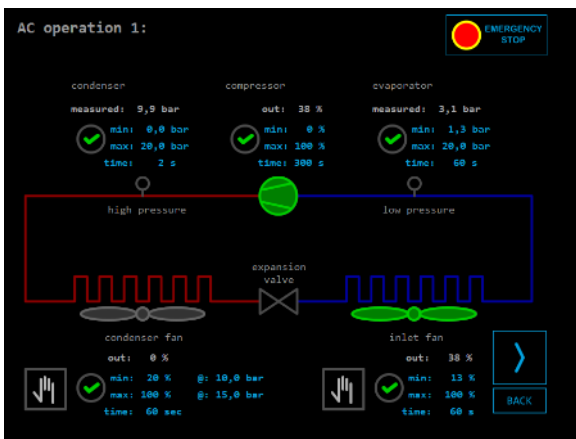 AC operation 1:
EMERGENCY
STOP
condenser
compressor
evaporator
measured: 9,9 bar
out: 38 %
measured: 3,1 bar
min: 0,0 bar
min: 0 %
min: 1,3 bar
max: 20,0 bar
max: 100 %
max: 20,0 bar
time: 2 s
time: 300 s
time: 60 s
high pressure
low pressure
expansion
valve
condenser fan
inlet fan
out: 0 %
out: 38 %
min: 20 % @: 10,0 bar
min: 13 %
max: 100 % @: 15,0 bar
max: 100 %
time: 60 sec
time: 60 s
BACK